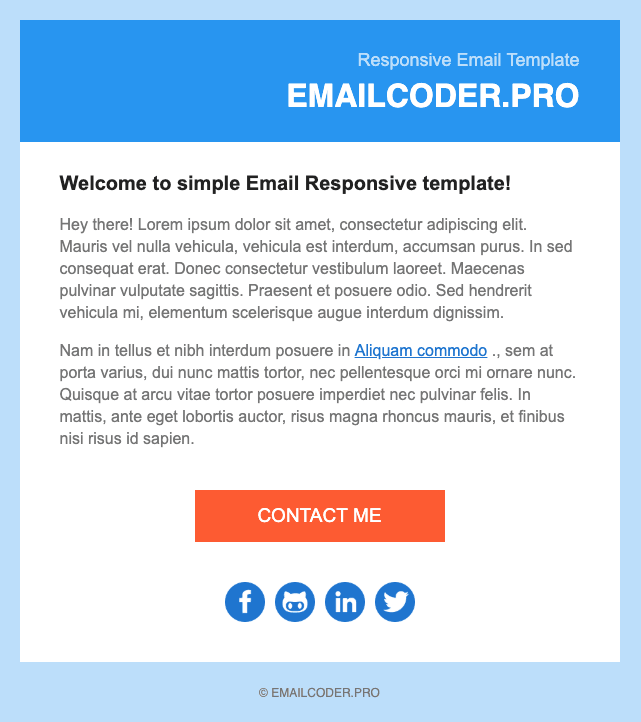 Responsive Email Template
EMAILCODER.PRO
Welcome to simple Email Responsive template!
Hey there! Lorem ipsum dolor sit amet, consectetur adipiscing elit.
Mauris vel nulla vehicula, vehicula est interdum, accumsan purus. In sed
consequat erat. Donec consectetur vestibulum laoreet. Maecenas
pulvinar vulputate sagittis. Praesent et posuere odio. Sed hendrerit
vehicula mi, elementum scelerisque augue interdum dignissim.
Nam in tellus et nibh interdum posuere in Aliquam commodo ., sem at
porta varius, dui nunc mattis tortor, nec pellentesque orci mi ornare nunc.
Quisque at arcu vitae tortor posuere imperdiet nec pulvinar felis. In
mattis, ante eget lobortis auctor, risus magna rhoncus mauris, et finibus
nisi risus id sapien.
CONTACT ME
© EMAILCODER.PRO